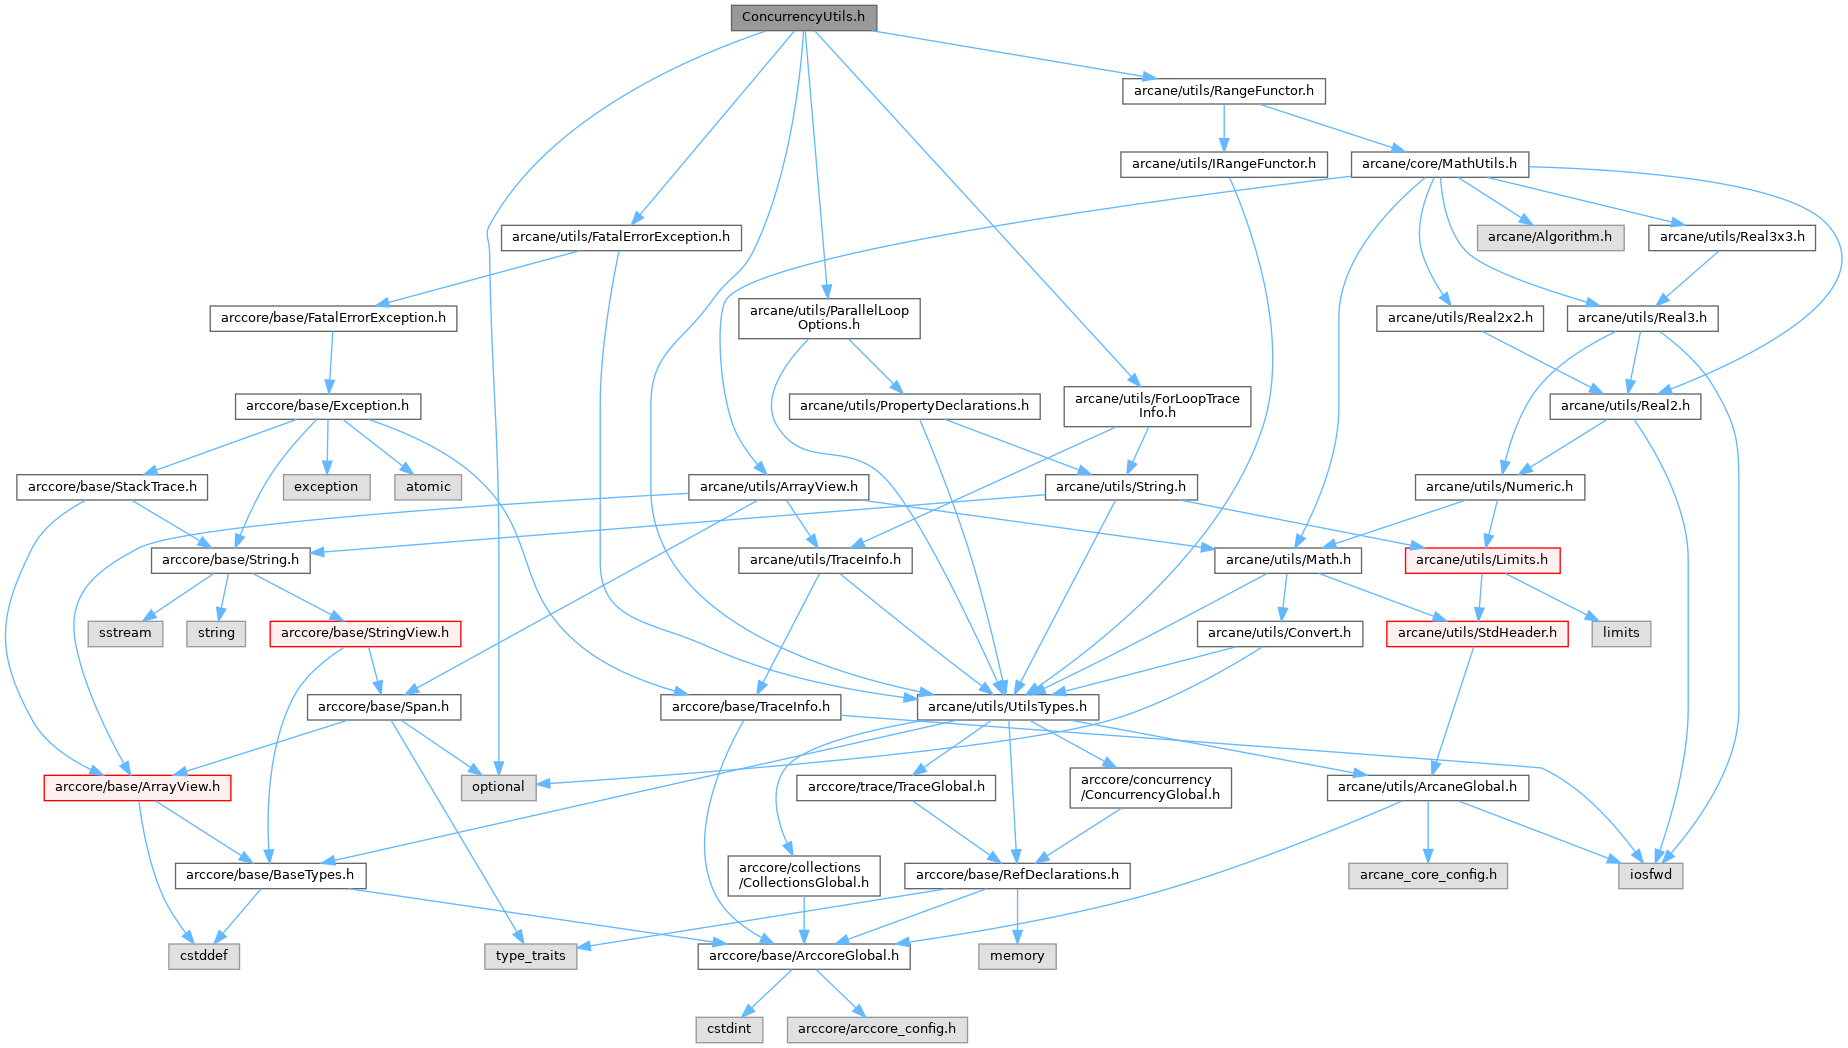 ConcurrencyUtils.h
arcane/utils/RangeFunctor.h
arcane/utils/IRangeFunctor.h
arcane/core/MathUtils.h
arcane/utils/FatalErrorException.h
arcane/Algorithm.h
arcane/utils/Real3x3.h
arccore/base/FatalErrorException.h
arcane/utils/ParallelLoop
Options.h
arcane/utils/Real2x2.h
arcane/utils/Real3.h
arccore/base/Exception.h
arcane/utils/PropertyDeclarations.h
arcane/utils/ForLoopTrace
Info.h
arcane/utils/Real2.h
arccore/base/StackTrace.h
exception
atomic
arcane/utils/ArrayView.h
arcane/utils/String.h
arcane/utils/Numeric.h
arccore/base/String.h
arcane/utils/TraceInfo.h
arcane/utils/Math.h
arcane/utils/Limits.h
sstream
string
arccore/base/StringView.h
arcane/utils/Convert.h
arcane/utils/StdHeader.h
limits
arccore/base/Span.h
arccore/base/TraceInfo.h
arcane/utils/UtilsTypes.h
arccore/base/ArrayView.h
optional
arccore/trace/TraceGlobal.h
arccore/concurrency
/ConcurrencyGlobal.h
arcane/utils/ArcaneGlobal.h
arccore/base/BaseTypes.h
arccore/collections
/CollectionsGlobal.h
arccore/base/RefDeclarations.h
arcane_core_config.h
iosfwd
cstddef
type_traits
arccore/base/ArccoreGlobal.h
memory
cstdint
arccore/arccore_config.h